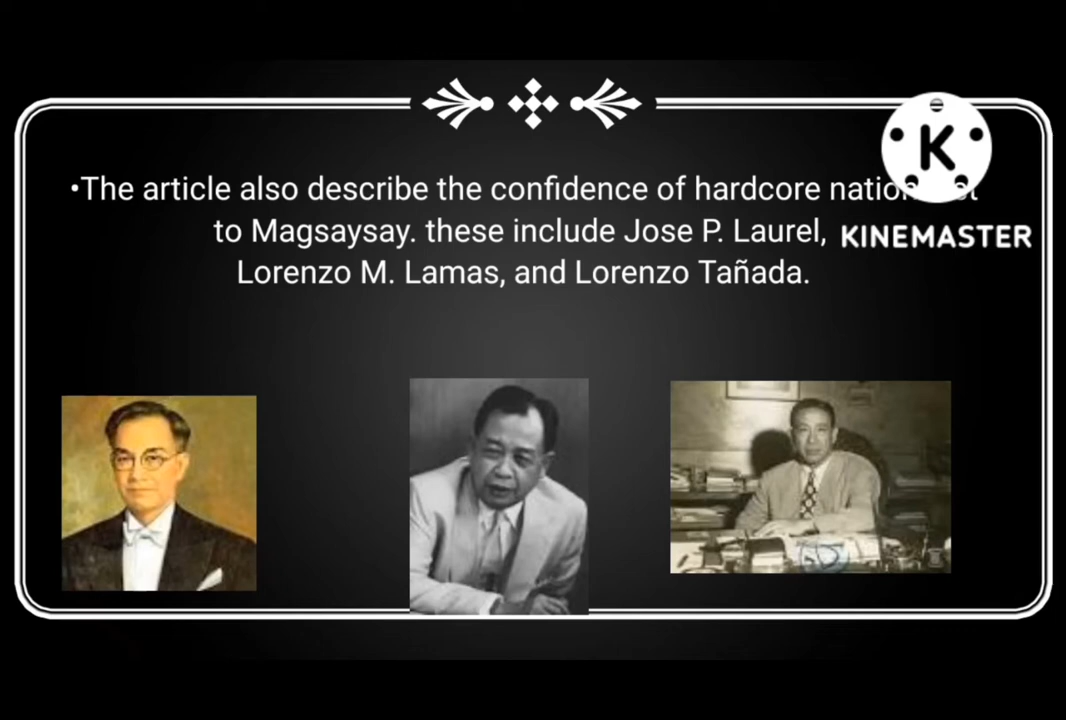 •The article also describe the confidence of hardcore
to Magsaysay. these include Jose P. Laurel,
Lorenzo M. Lamas, and Lorenzo Tañada.
K
KINEMASTER